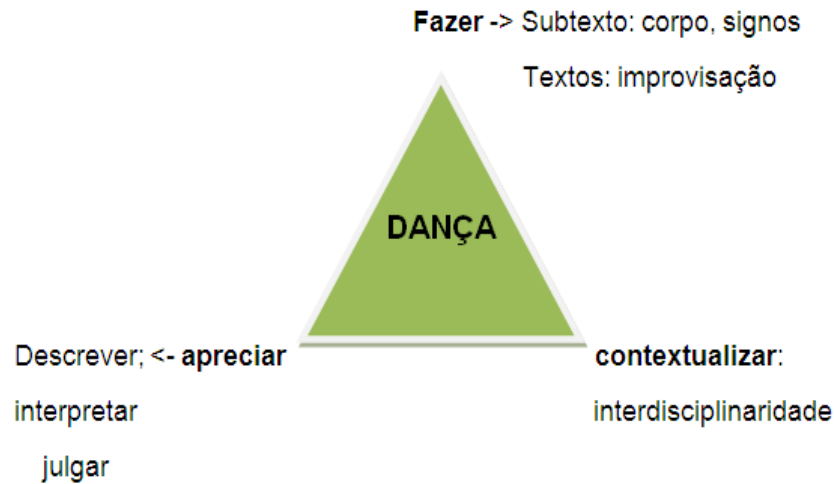 Fazer -> Subtexto: corpo, signos
Textos: improvisação
DANÇA
Descrever; <- apreciar
interpretar
julgar
contextualizar:
interdisciplinaridade